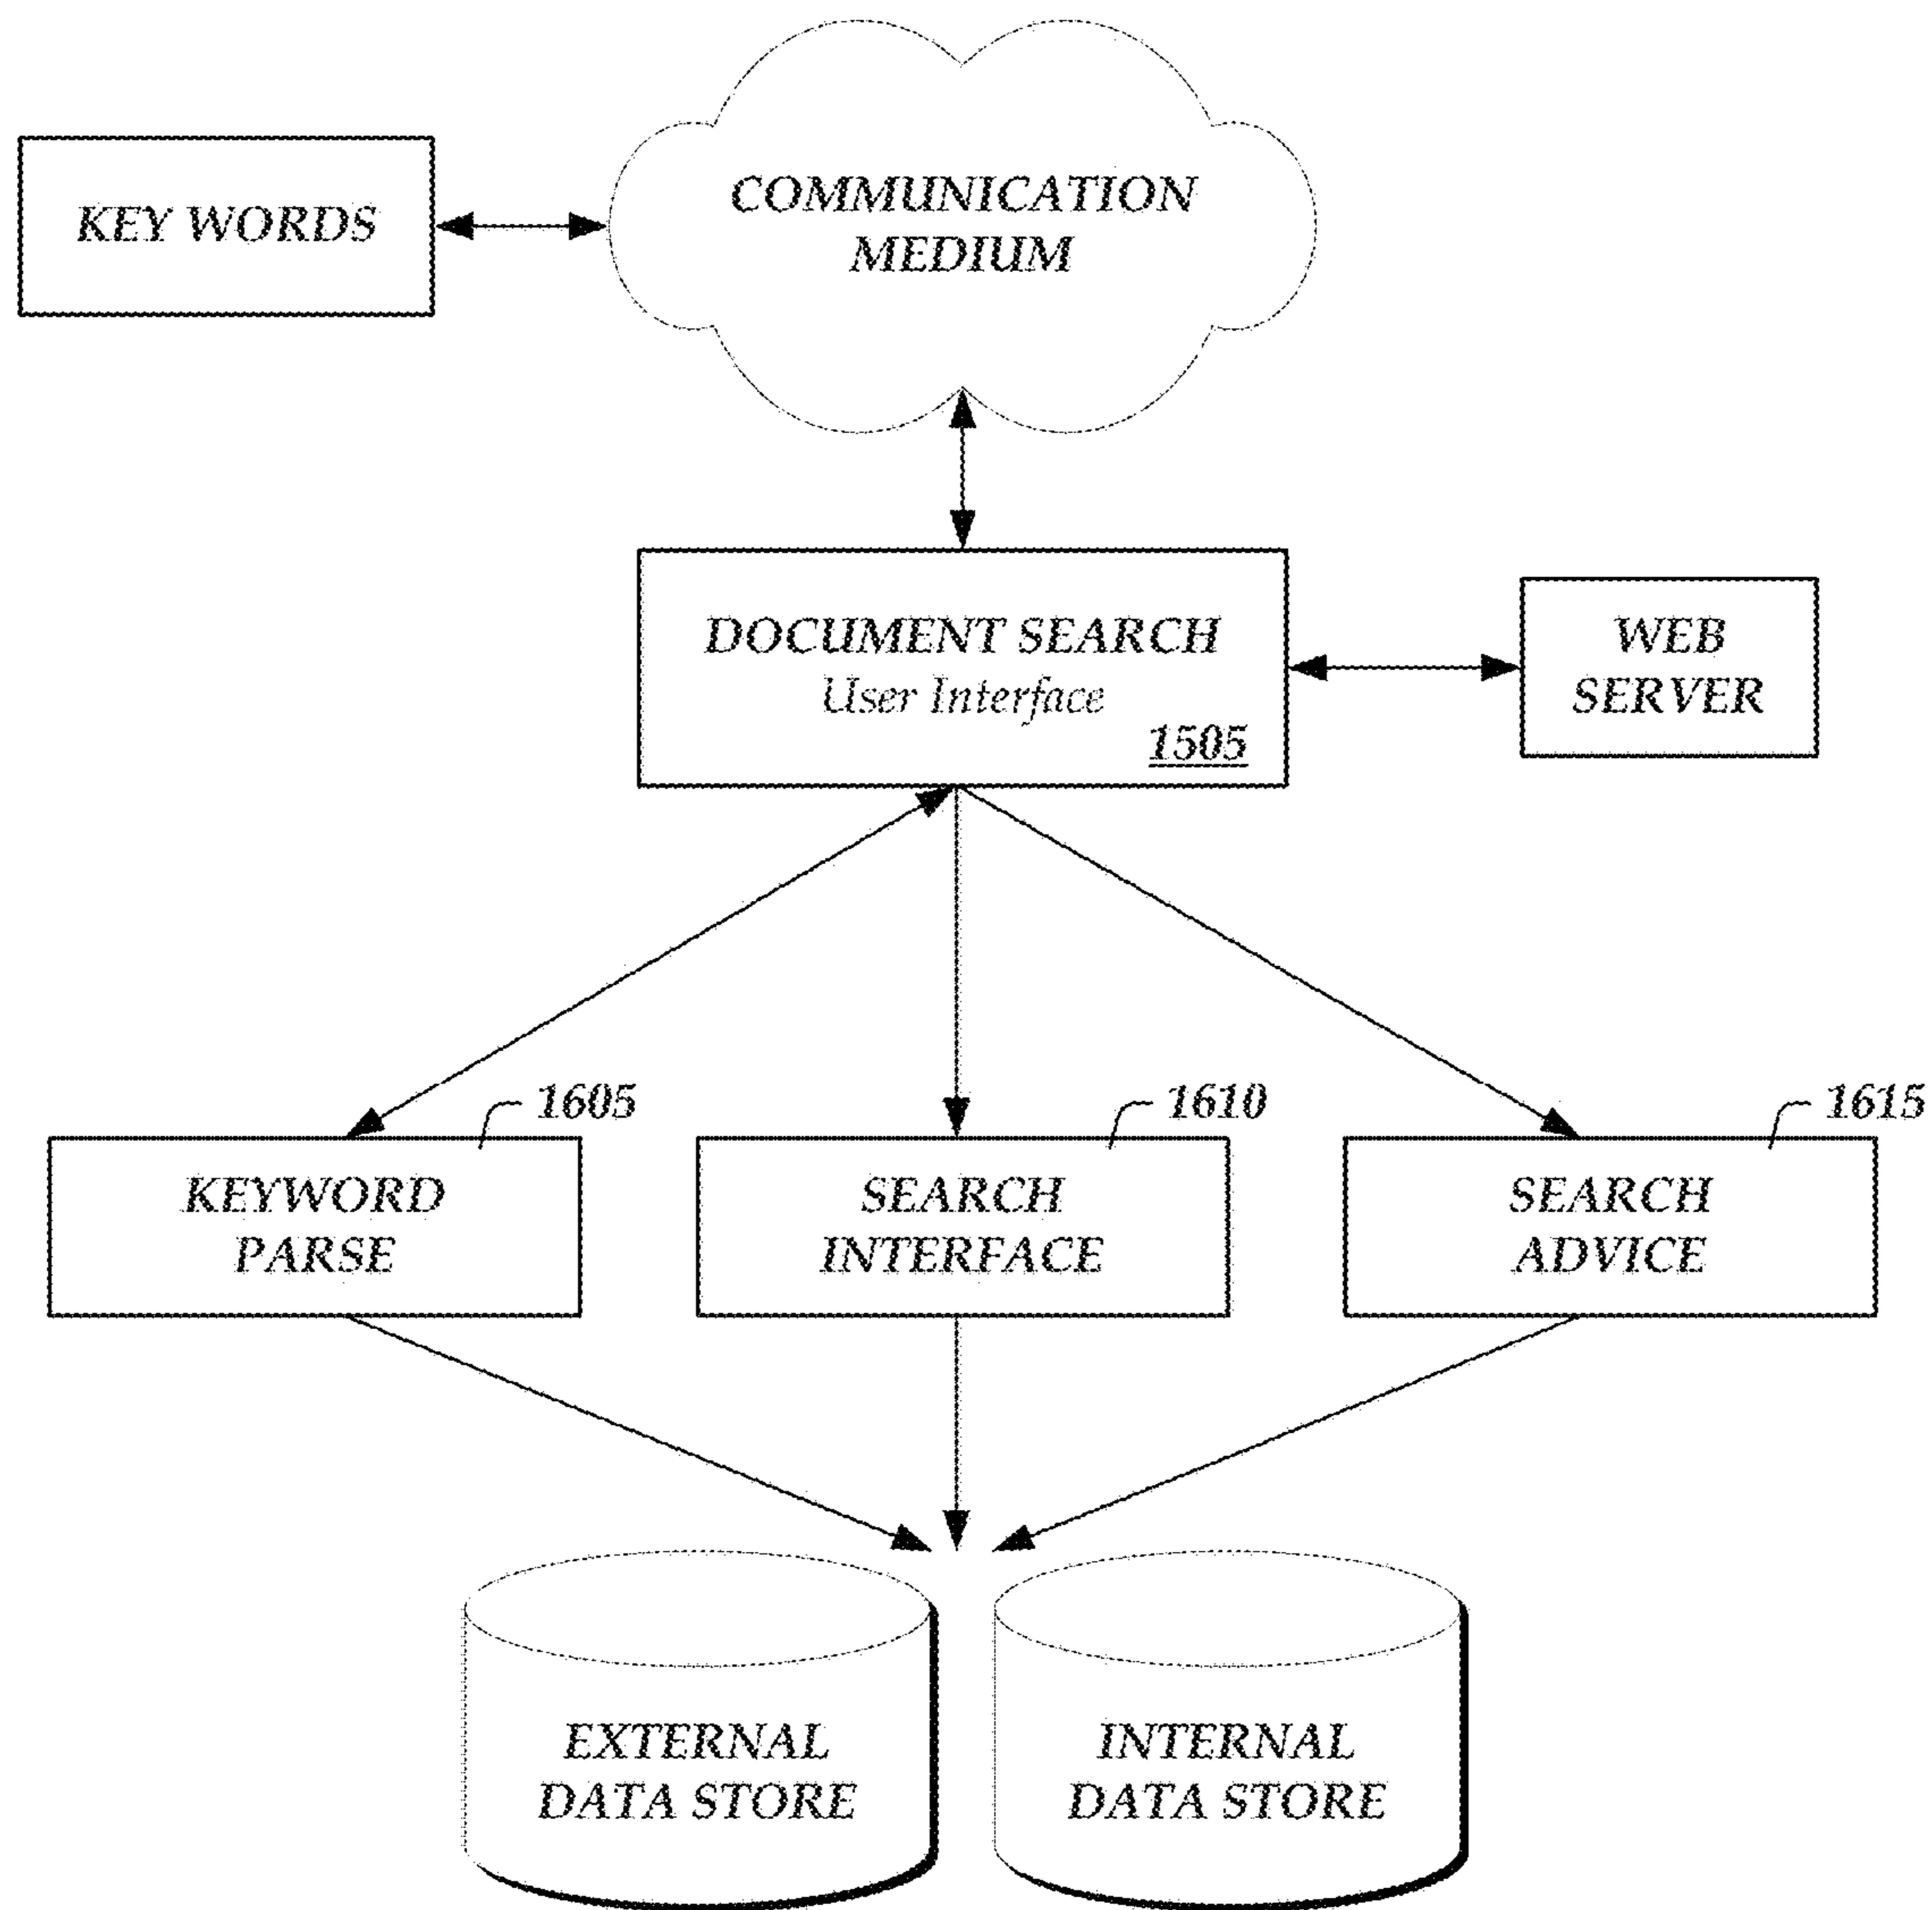 COMMUNICATION
MEDIUM
KEY WORDS
DOCUMENT SEARCH
User Interface
1505
WEB
SERVER
1605
KEYWORD
PARSE
1610
SEARCH
INTERFACE
1615
SEARCH
ADVICE
EXTERNAL
DATA STORE
INTERNAL
DATA STORE